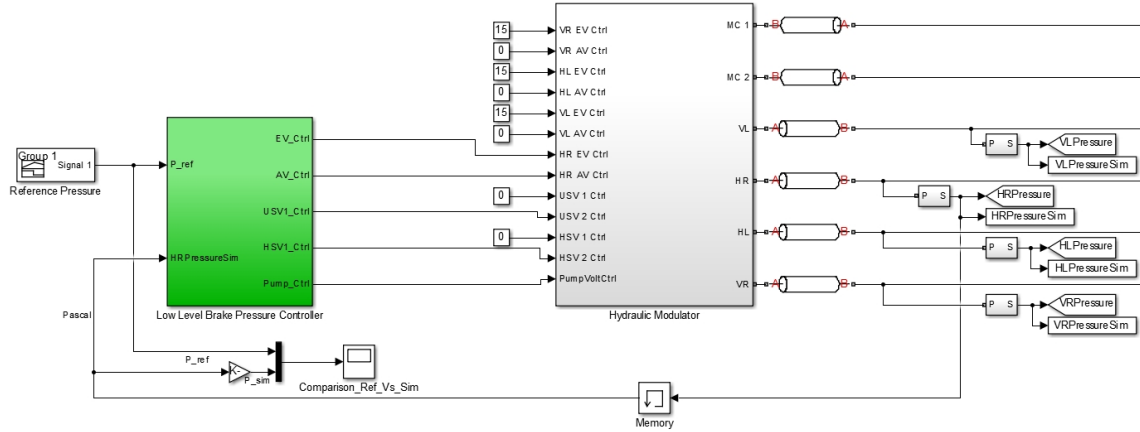 Group 1
Signal 1
Reference Pressure
P_ref
HRPressureSim
EV_Ctrl
AV_Ctrl
USV1_Ctrl
HSV1_Ctrl
Pump_Ctrl
Low Level Brake Pressure Controller
15
0
15
0
15
0
0
0
VR EV Ctrl
VR AV Ctrl
HL EV Ctrl
HL AV Ctrl
VL EV Ctrl
VL AV Ctrl
HR EV Ctrl
HR AV Ctrl
USV 1 Ctrl
USV 2 Ctrl
HSV 1 Ctrl
HSV 2 Ctrl
PumpVoltCtrl
MC 1
MC 2
VL
HR
HL
VR
Hydraulic Modulator
B A
B A
A B
A B
A B
A B
P S
VLPressure
VLPressureSim
P S
HRPressure
HRPressureSim
P S
HLPressure
HLPressureSim
P S
VRPressure
VRPressureSim
Pascal
P_ref
K-
P_sim
Comparison_Ref_Vs_Sim
Memory